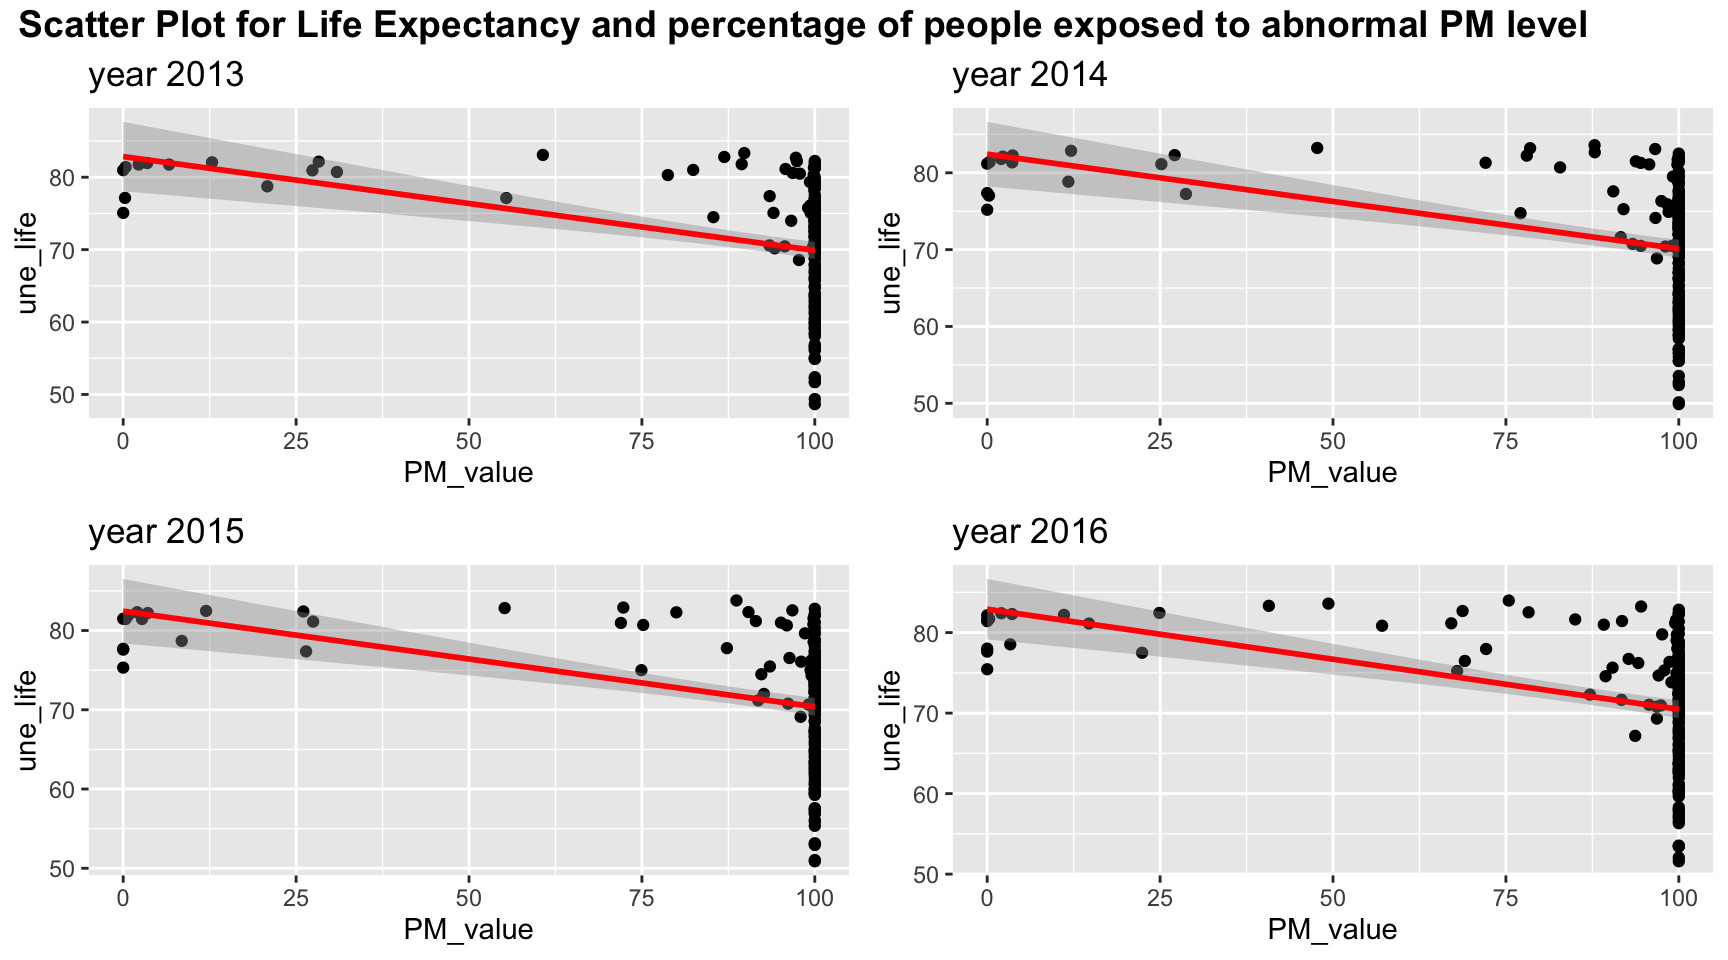 Scatter Plot for Life Expectancy and percentage of people exposed to abnormal PM level
year 2013
une_life
80
70
60
50
0 25 50 75 100
PM_value
year 2014
une_life
80
70
60
50
0 25 50 75 100
PM_value
year 2015
une_life
80
70
60
50
0 25 50 75 100
PM_value
year 2016
une_life
80
70
60
50
0 25 50 75 100
PM_value